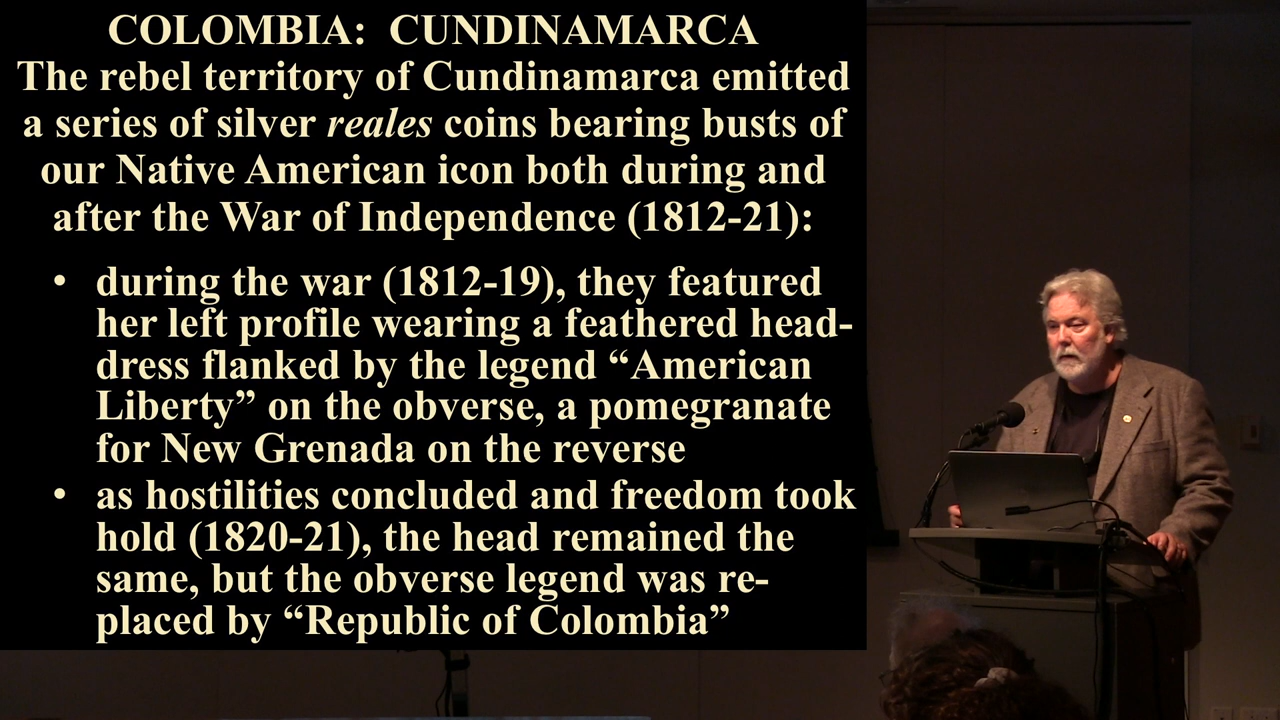 COLOMBIA: CUNDINAMARCA
The rebel territory of Cundinamarca emitted
a series of silver reales coins bearing busts of
our Native American icon both during and
after the War of Independence (1812-21):
• during the war (1812-19), they featured
her left profile wearing a feathered head-
dress flanked by the legend “American
Liberty” on the obverse, a pomegranate
for New Grenada on the reverse
• as hostilities concluded and freedom took
hold (1820-21), the head remained the
same, but the obverse legend was re-
placed by “Republic of Colombia”